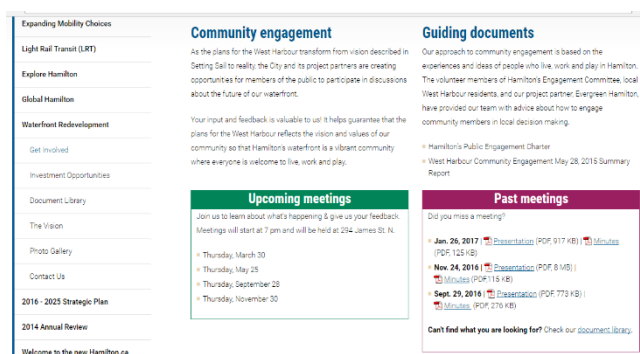 Expanding Mobility Choices
Light Rail Transit (LRT)
Explore Hamilton
Global Hamilton
Waterfront Redevelopment
Get Involved
Investment Opportunities
Document Library
The Vision
Photo Gallery
Contact Us
2016 - 2025 Strategic Plan
2014 Annual Review
Welcome to the new Hamilton.ca
Community engagement
As the plans for the West Harbour transform from vision described in
Setting Sail to reality, the City and its project partners are creating
opportunities for members of the public to participate in discussions
about the future of our waterfront.
Your input and feedback is valuable to us! It helps guarantee that the
plans for the West Harbour reflects the vision and values of our
community so that Hamilton's waterfront is a vibrant community
where everyone is welcome to live, work and play.
Upcoming meetings
Join us to learn about what's happening & give us your feedback.
Meetings will start at 7 pm and will be held at 294 James St. N.
Thursday, March 30
Thursday, May 25
Thursday, September 28
Thursday, November 30
Guiding documents
Our approach to community engagement is based on the
experiences and ideas of people who live, work and play in Hamilton.
The volunteer members of Hamilton's Engagement Committee, local
West Harbour residents, and our project partner, Evergreen Hamilton,
have provided our team with advice about how to engage
community members in local decision making.
Hamilton's Public Engagement Charter
West Harbour Community Engagement May 28, 2015 Summary
Report
Past meetings
Did you miss a meeting?
Jan. 26, 2017 | Presentation (PDF, 917 KB) | Minutes
(PDF, 125 KB)
Nov. 24, 2016 | Presentation (PDF, 8 MB) |
Minutes (PDF,115 KB)
Sept. 29, 2016 | Presentation (PDF, 773 KB) |
Minutes (PDF, 276 KB)
Can't find what you are looking for? Check our document library.